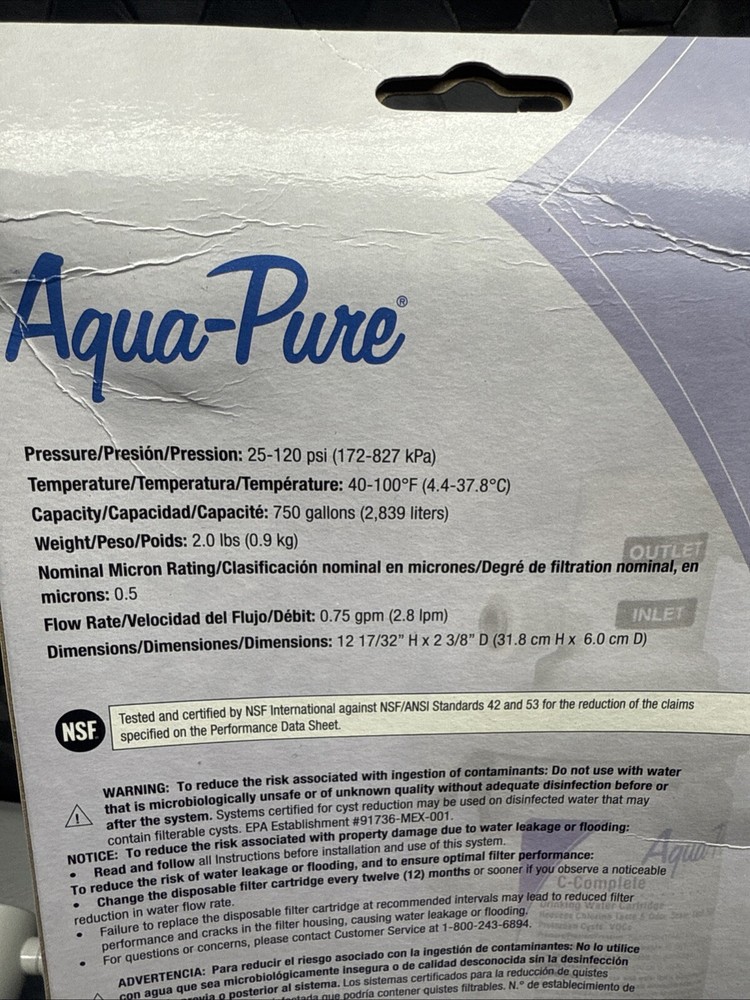 Aqua-Pure®
Pressure/Presión/Pression: 25-120 psi (172-827 kPa)
Temperature/Temperatura/Température: 40-100°F (4.4-37.8°C)
Capacity/Capacidad/Capacité: 750 gallons (2,839 liters)
Weight/Peso/Poids: 2.0 lbs (0.9 kg)
OUTLET
Nominal Micron Rating/Clasificación nominal en micrones/Degré de filtration nominal, en
microns: 0.5
INLET
Flow Rate/Velocidad del Flujo/Débit: 0.75 gpm (2.8 lpm)
Dimensions/Dimensiones/Dimensions: 12 17/32" H x 2 3/8" D (31.8 cm H x 6.0 cm D)
NSF
Tested and certified by NSF International against NSF/ANSI Standards 42 and 53 for the reduction of the claims
specified on the Performance Data Sheet.
WARNING: To reduce the risk associated with ingestion of contaminants: Do not use with water
that is microbiologically unsafe or of unknown quality without adequate disinfection before or
after the system. Systems certified for cyst reduction may be used on disinfected water that may
contain filterable cysts. EPA Establishment #91736-MEX-001.
NOTICE: To reduce the risk associated with property damage due to water leakage or flooding:
• Read and follow all Instructions before installation and use of this system.
To reduce the risk of water leakage or flooding, and to ensure optimal filter performance:
• Change the disposable filter cartridge every twelve (12) months or sooner if you observe a noticeable
reduction in water flow rate.
• Failure to replace the disposable filter cartridge at recommended intervals may lead to reduced filter
performance and cracks in the filter housing, causing water leakage or flooding.
• For questions or concerns, please contact Customer Service at 1-800-243-6894.
C-Complete
Drinking Water Cartridge
ADVERTENCIA: Para reducir el riesgo asociado con la ingestión de contaminantes: No lo utilice
con agua que sea microbiológicamente insegura o de calidad desconocida sin la desinfección
o posterior al sistema. Los sistemas certificados para la reducción de quistes
que podría contener quistes filtrables. N.º de establecimiento de